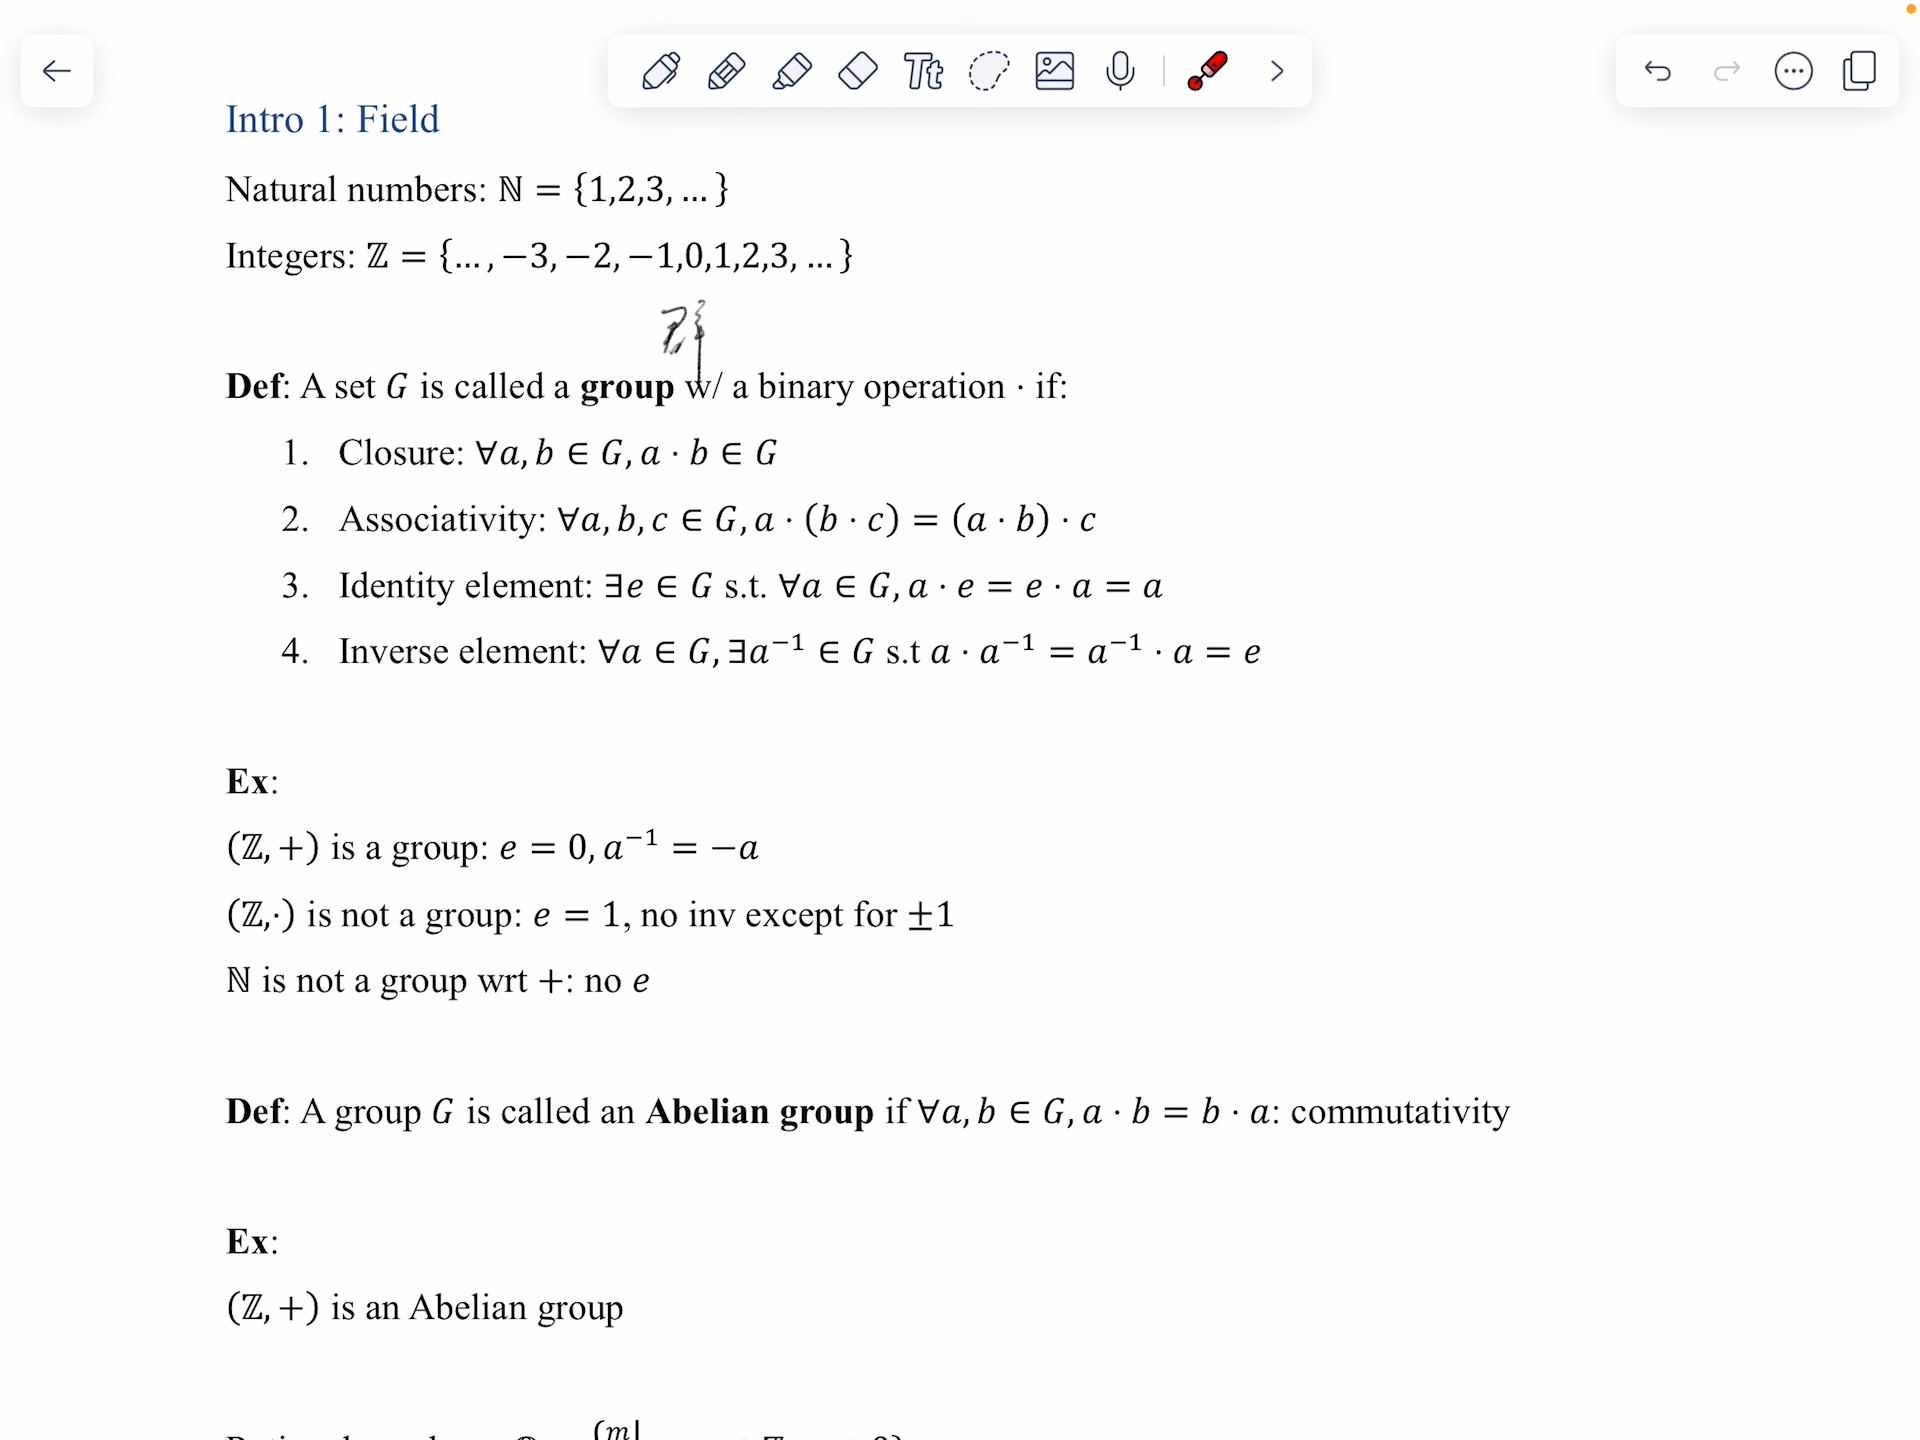 Tt
Intro 1: Field
Natural numbers: ℕ = {1,2,3, … }
Integers: ℤ = {… , −3, −2, −1,0,1,2,3, … }
群
Def: A set 𝐺 is called a group w/ a binary operation · if:
1. Closure: ∀𝑎, 𝑏 ∈ 𝐺, 𝑎 · 𝑏 ∈ 𝐺
2. Associativity: ∀𝑎, 𝑏, 𝑐 ∈ 𝐺, 𝑎 · (𝑏 · 𝑐) = (𝑎 · 𝑏) · 𝑐
3. Identity element: ∃𝑒 ∈ 𝐺 s.t. ∀𝑎 ∈ 𝐺, 𝑎 · 𝑒 = 𝑒 · 𝑎 = 𝑎
4. Inverse element: ∀𝑎 ∈ 𝐺, ∃𝑎⁻¹ ∈ 𝐺 s.t 𝑎 · 𝑎⁻¹ = 𝑎⁻¹ · 𝑎 = 𝑒
Ex:
(ℤ, +) is a group: 𝑒 = 0, 𝑎⁻¹ = −𝑎
(ℤ,·) is not a group: 𝑒 = 1, no inv except for ±1
ℕ is not a group wrt +: no 𝑒
Def: A group 𝐺 is called an Abelian group if ∀𝑎, 𝑏 ∈ 𝐺, 𝑎 · 𝑏 = 𝑏 · 𝑎: commutativity
Ex:
(ℤ, +) is an Abelian group